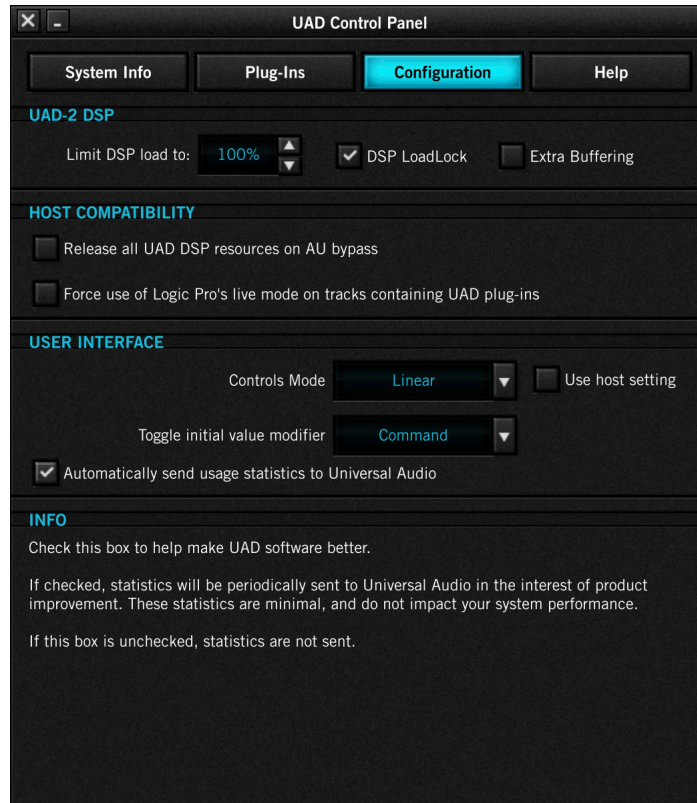 UAD Control Panel
System Info Plug-Ins Configuration Help
UAD-2 DSP
Limit DSP load to: 100% DSP LoadLock Extra Buffering
HOST COMPATIBILITY
Release all UAD DSP resources on AU bypass
Force use of Logic Pro's live mode on tracks containing UAD plug-ins
USER INTERFACE
Controls Mode Linear Use host setting
Toggle initial value modifier Command
Automatically send usage statistics to Universal Audio
INFO
Check this box to help make UAD software better.
If checked, statistics will be periodically sent to Universal Audio in the interest of product
improvement. These statistics are minimal, and do not impact your system performance.
If this box is unchecked, statistics are not sent.